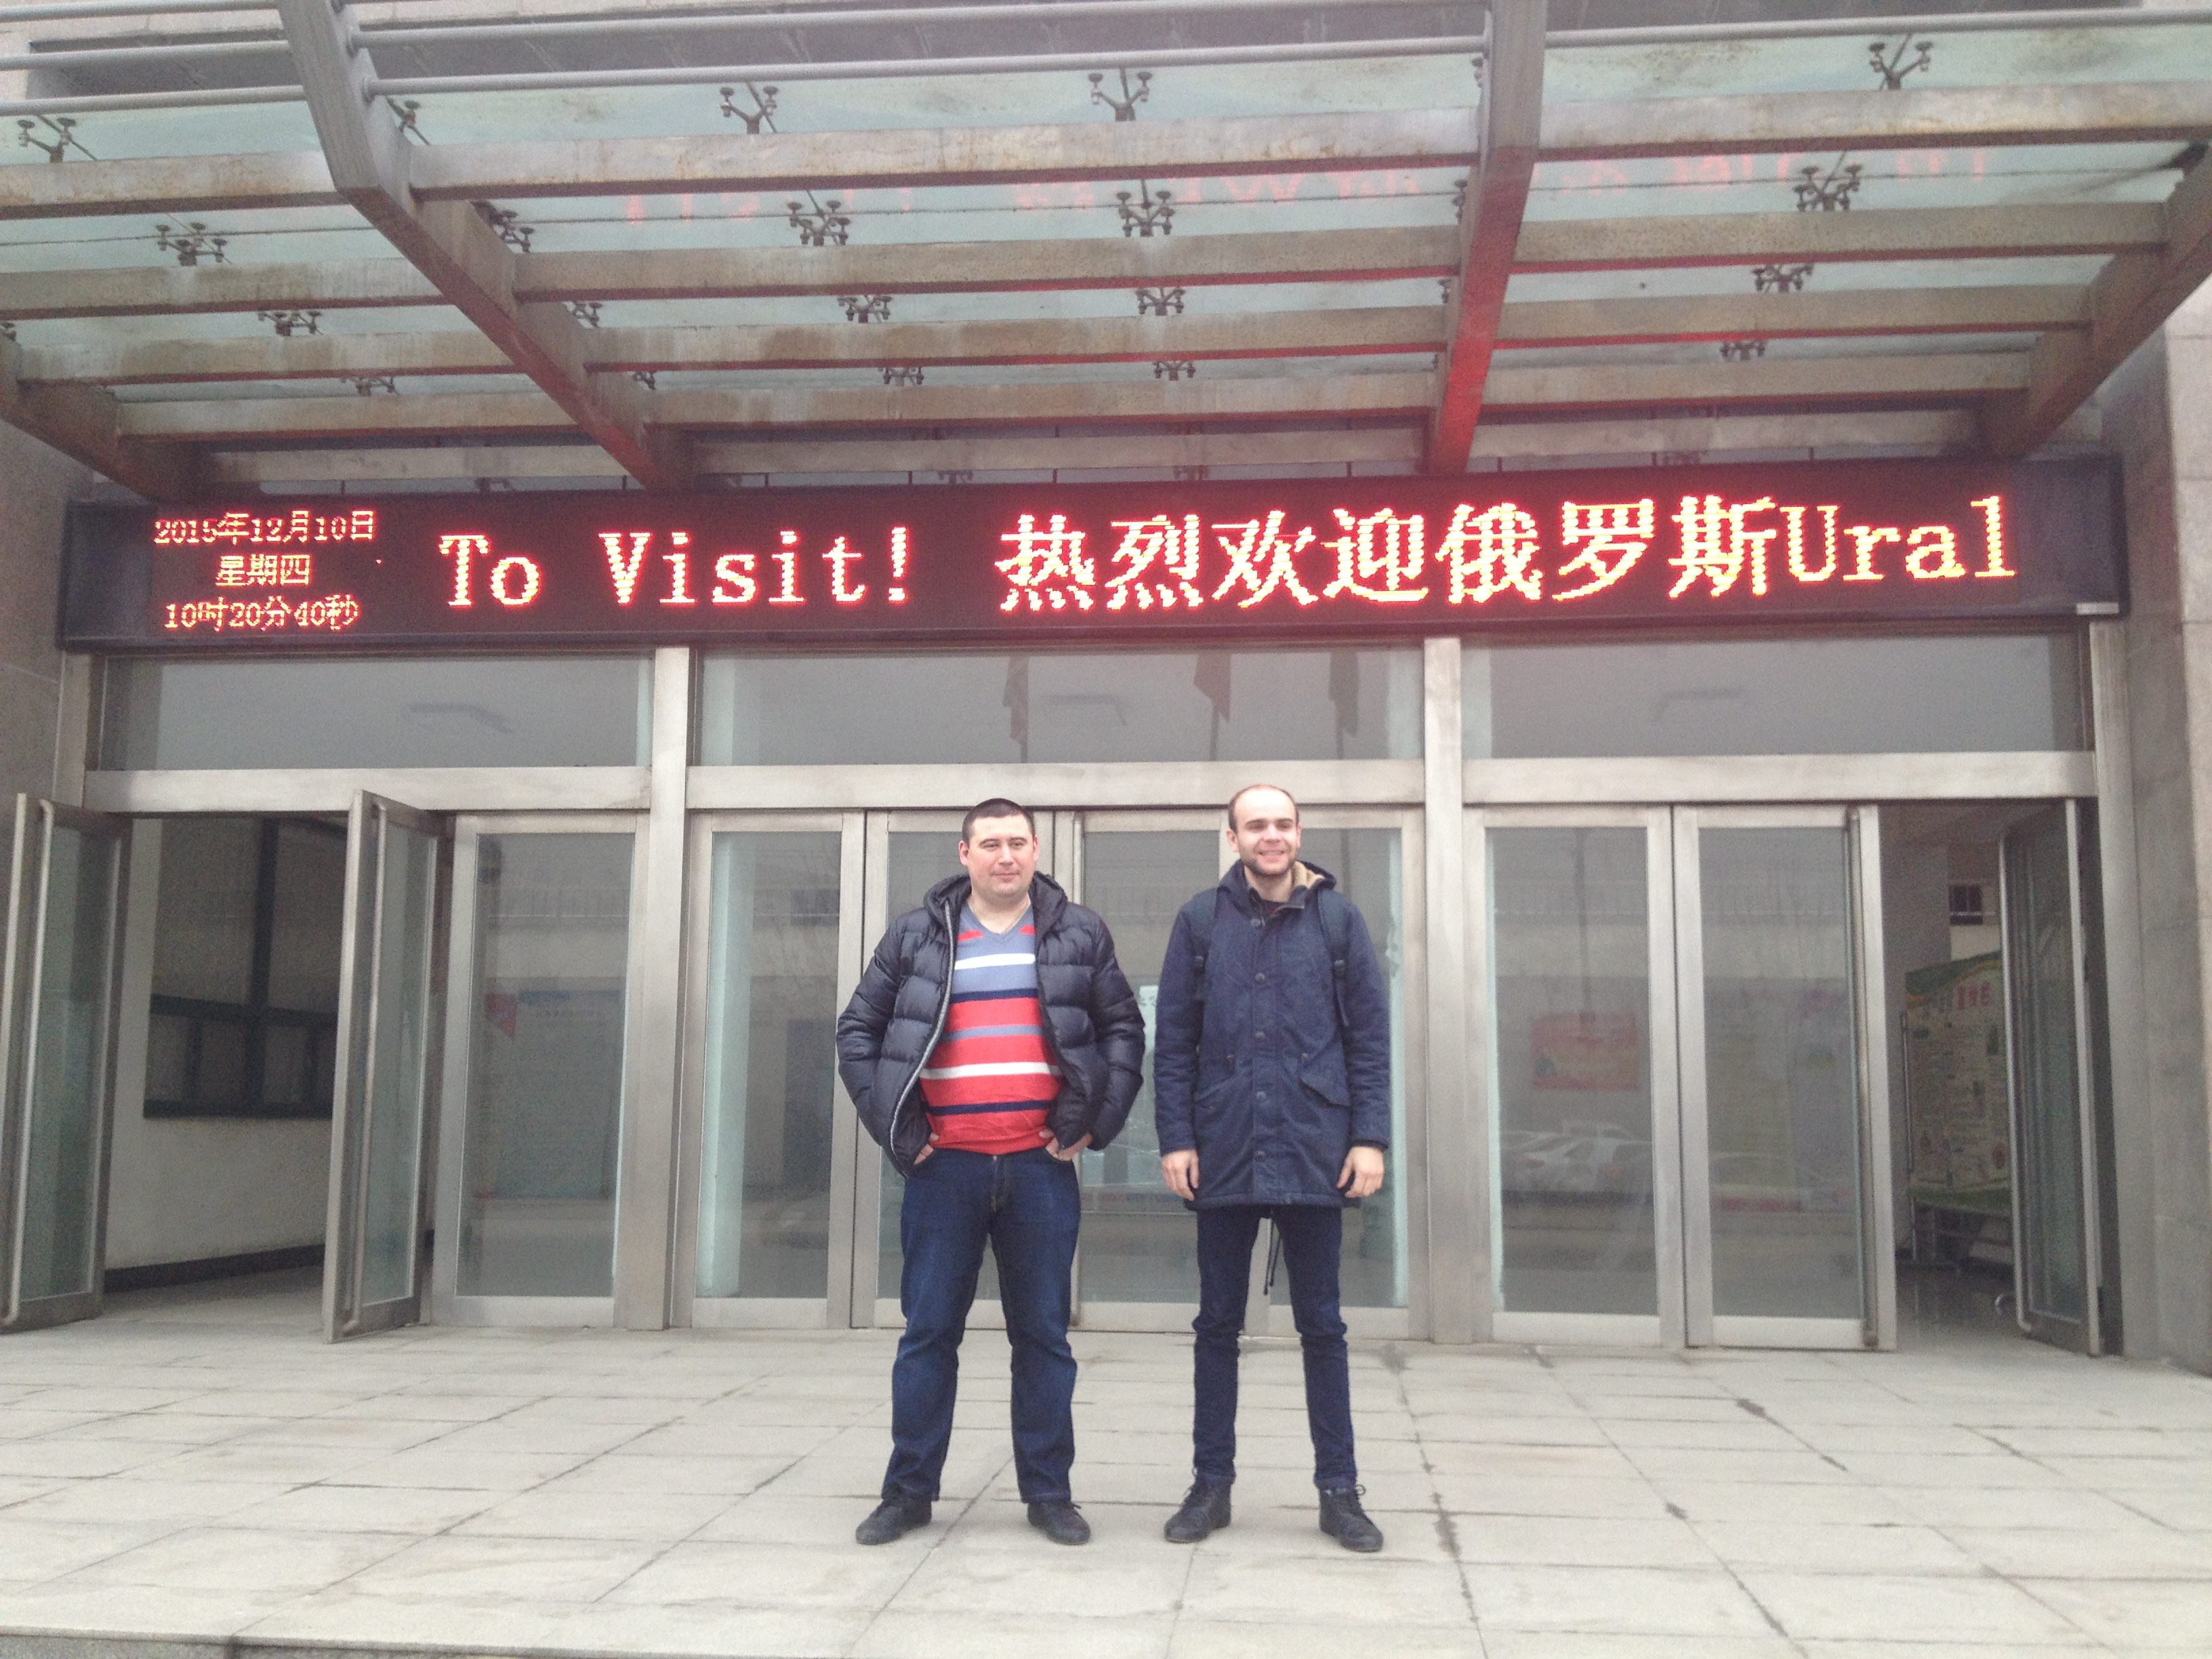 2015年12月10日
星期四
10时20分40秒
To Visit! 热烈欢迎俄罗斯Ural